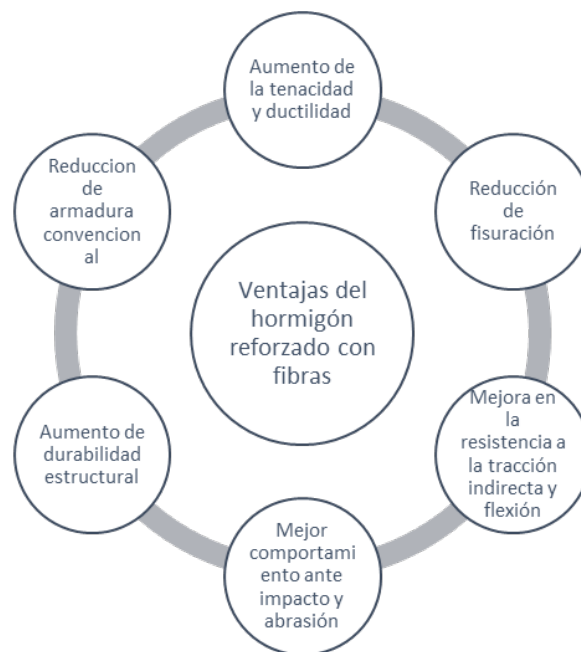 Aumento de
la tenacidad
y ductilidad
Reducción
de
fisuración
Mejora en
la
resistencia a
la tracción
indirecta y
flexión
Mejor
comportami
ento ante
impacto y
abrasión
Aumento de
durabilidad
estructural
Reduccion
de
armadura
convencion
al
Ventajas del
hormigón
reforzado con
fibras